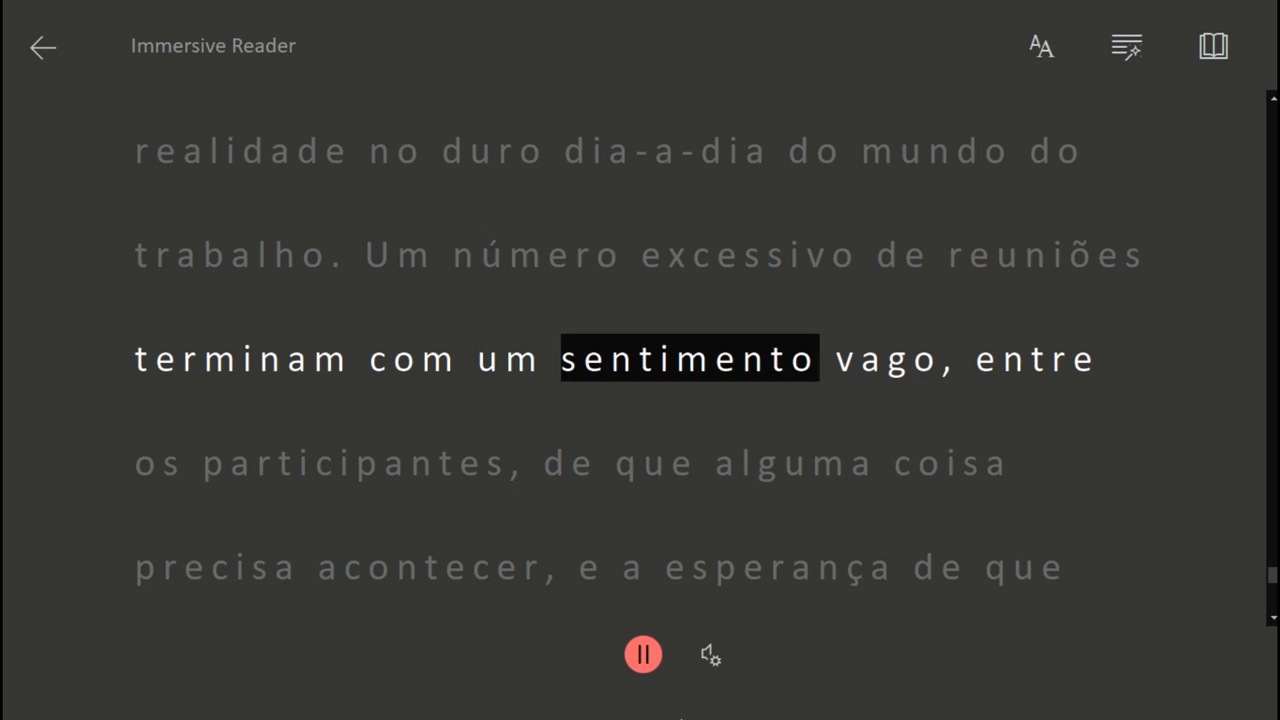 Immersive Reader
realidade no duro dia-a-dia do mundo do
trabalho. Um número excessivo de reuniões
terminam com um sentimento vago, entre
os participantes, de que alguma coisa
precisa acontecer, e a esperança de que